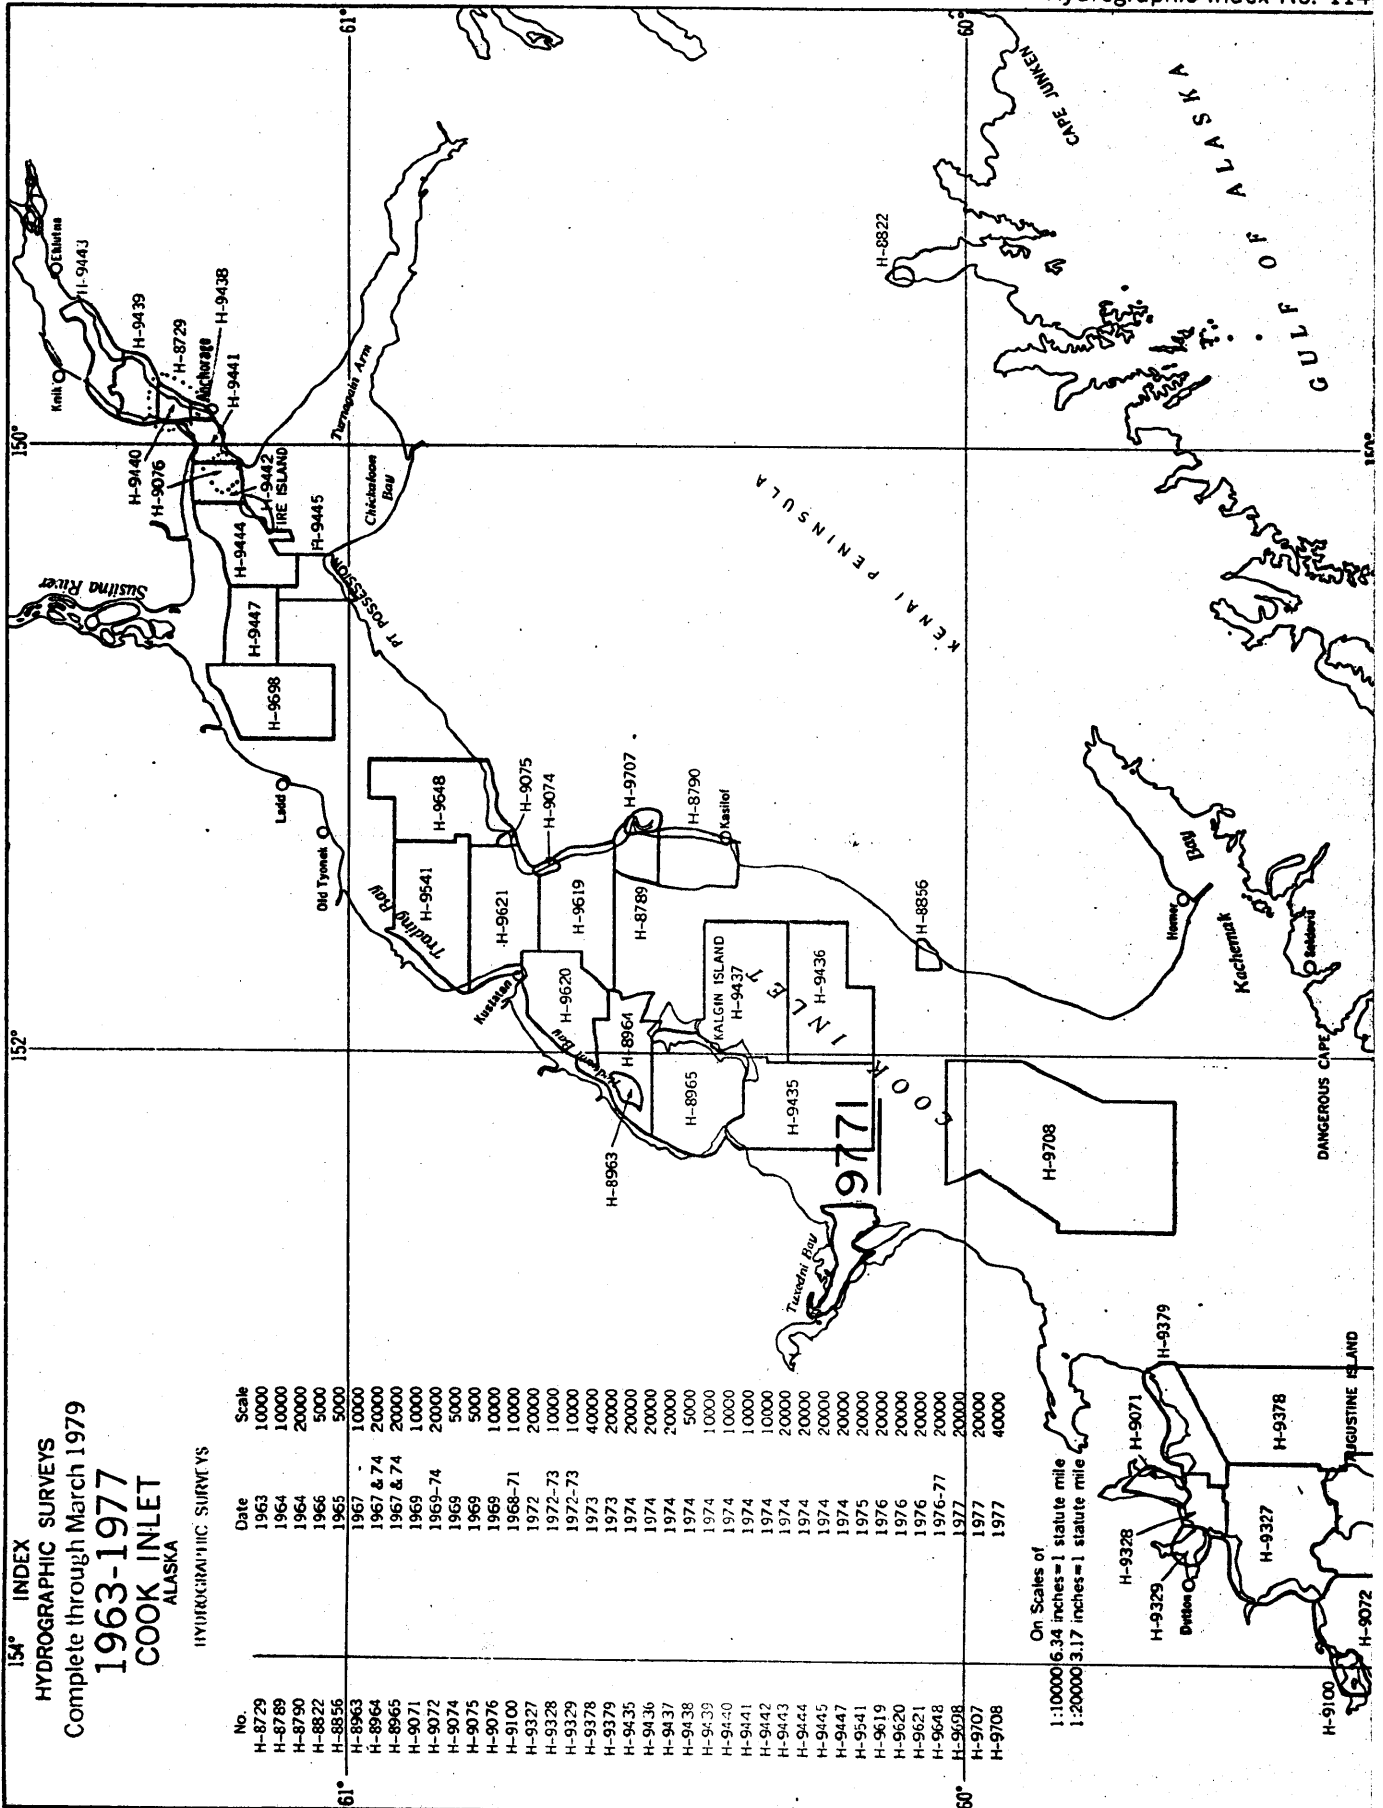 Hydrographic Index No. 114
154°
INDEX
HYDROGRAPHIC SURVEYS
Complete through March 1979
1963-1977
COOK INLET
ALASKA
HYDROGRAPHIC SURVEYS
No. Date Scale
H-8729 1963 10000
H-8789 1964 10000
H-8790 1964 20000
H-8822 1966 5000
H-8856 1965 5000
H-8963 1967 10000
H-8964 1967 & 74 20000
H-8965 1967 & 74 20000
H-9071 1969 10000
H-9072 1969-74 20000
H-9074 1969 5000
H-9075 1969 5000
H-9076 1969 10000
H-9100 1968-71 10000
H-9327 1972 20000
H-9328 1972-73 10000
H-9329 1972-73 10000
H-9378 1973 40000
H-9379 1973 20000
H-9435 1974 20000
H-9436 1974 20000
H-9437 1974 20000
H-9438 1974 5000
H-9439 1974 10000
H-9440 1974 10000
H-9441 1974 10000
H-9442 1974 10000
H-9443 1974 20000
H-9444 1974 20000
H-9445 1974 20000
H-9447 1974 20000
H-9541 1975 20000
H-9619 1976 20000
H-9620 1976 20000
H-9621 1976 20000
H-9648 1976-77 20000
H-9698 1977 20000
H-9707 1977 20000
H-9708 1977 40000
On Scales of
1:10000 6.34 inches=1 statute mile
1:20000 3.17 inches=1 statute mile
152°
150°
61°
61°
60°
60°
150°
Susitna River
Knik
Eklutna
H-9443
H-9439
H-8729
Anchorage
H-9438
H-9441
H-9440
H-9076
H-9442
FIRE ISLAND
H-9444
H-9445
H-9447
H-9698
PT POSSESSION
Chickaloon
Bay
Turnagain Arm
Ladd
Old Tyonek
Trading Bay
H-9648
H-9541
H-9075
H-9074
H-9621
H-9619
H-9707
H-8790
Kasilof
H-8789
Kustatan
H-9620
Redoubt Bay
H-8964
H-8963
H-8965
KALGIN ISLAND
H-9437
H-9436
H-9435
COOK INLET
9771
H-8856
H-8822
KENAI PENINSULA
CAPE JUNKEN
GULF OF ALASKA
Tuxedni Bay
H-9708
Homer
Kachemak
Bay
Seldovia
DANGEROUS CAPE
H-9379
H-9071
H-9378
H-9328
H-9329
Dutton
H-9327
AUGUSTINE ISLAND
H-9072
H-9100